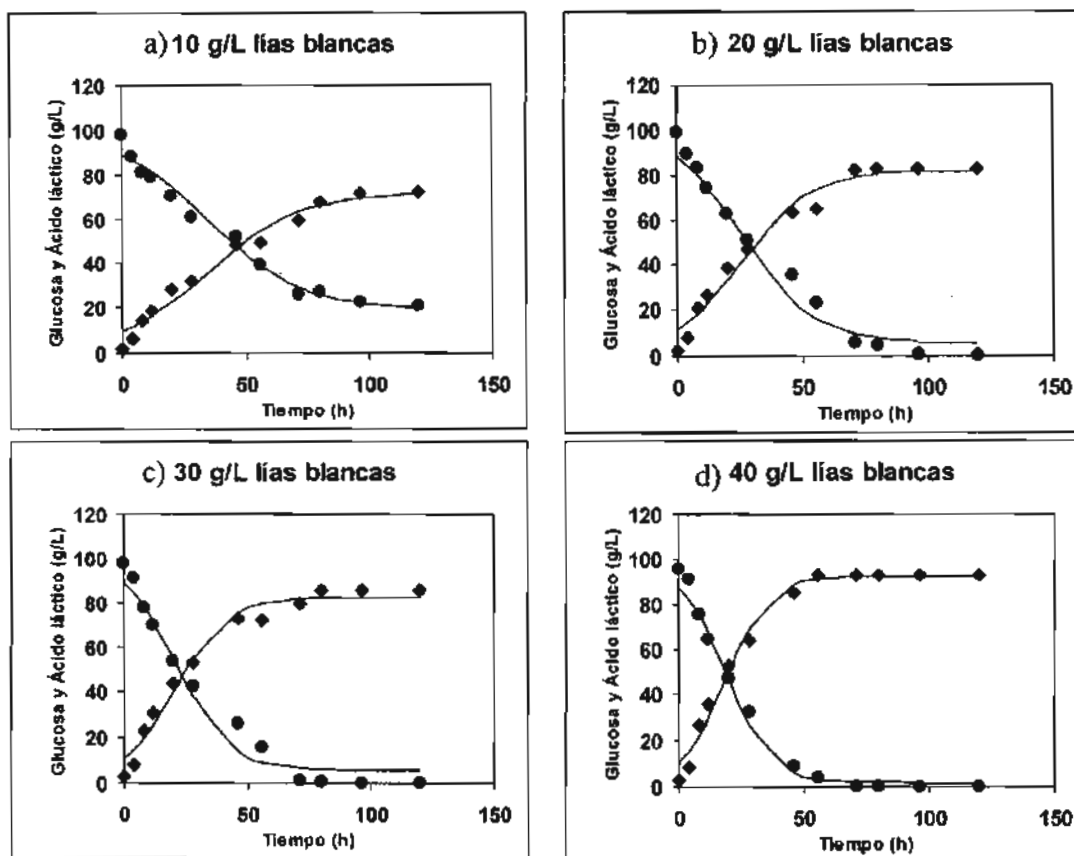 a) 10 g/L lías blancas
Glucosa y Ácido láctico (g/L)
120
100
80
60
40
20
0
0 50 100 150
Tiempo (h)
b) 20 g/L lías blancas
Glucosa y Ácido láctico (g/L)
120
100
80
60
40
20
0
0 50 100 150
Tiempo (h)
c) 30 g/L lías blancas
Glucosa y Ácido láctico (g/L)
120
100
80
60
40
20
0
0 50 100 150
Tiempo (h)
d) 40 g/L lías blancas
Glucosa y Ácido láctico (g/L)
120
100
80
60
40
20
0
0 50 100 150
Tiempo (h)